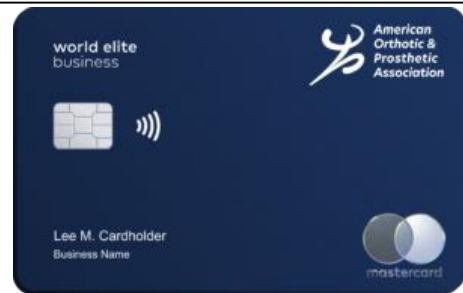 world elite
business
American
Orthotic &
Prosthetic
Association
Lee M. Cardholder
Business Name
mastercard